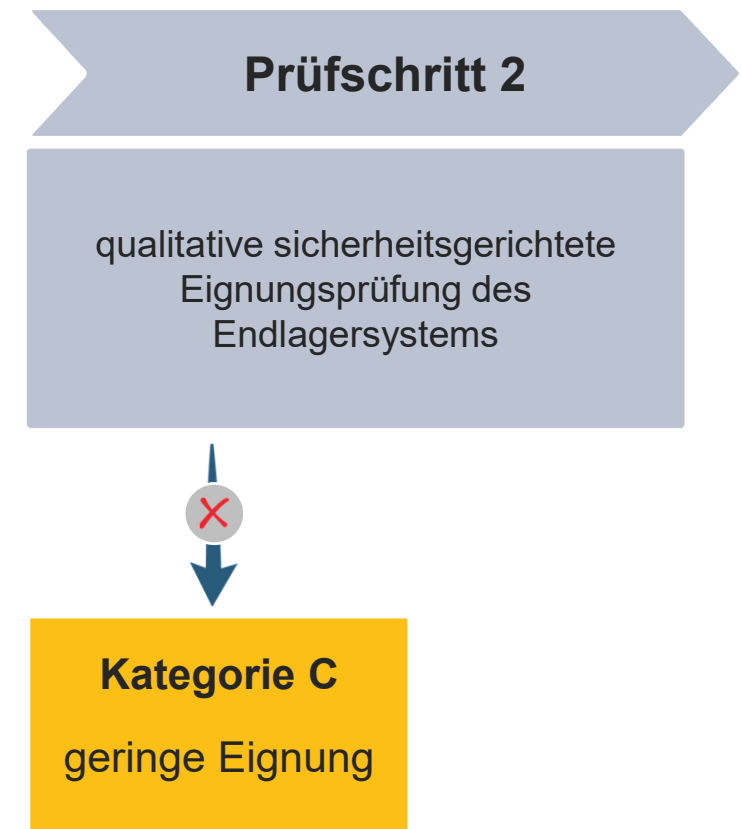 Prüfschritt 2
qualitative sicherheitsgerichtete
Eignungsprüfung des
Endlagersystems
Kategorie C
geringe Eignung